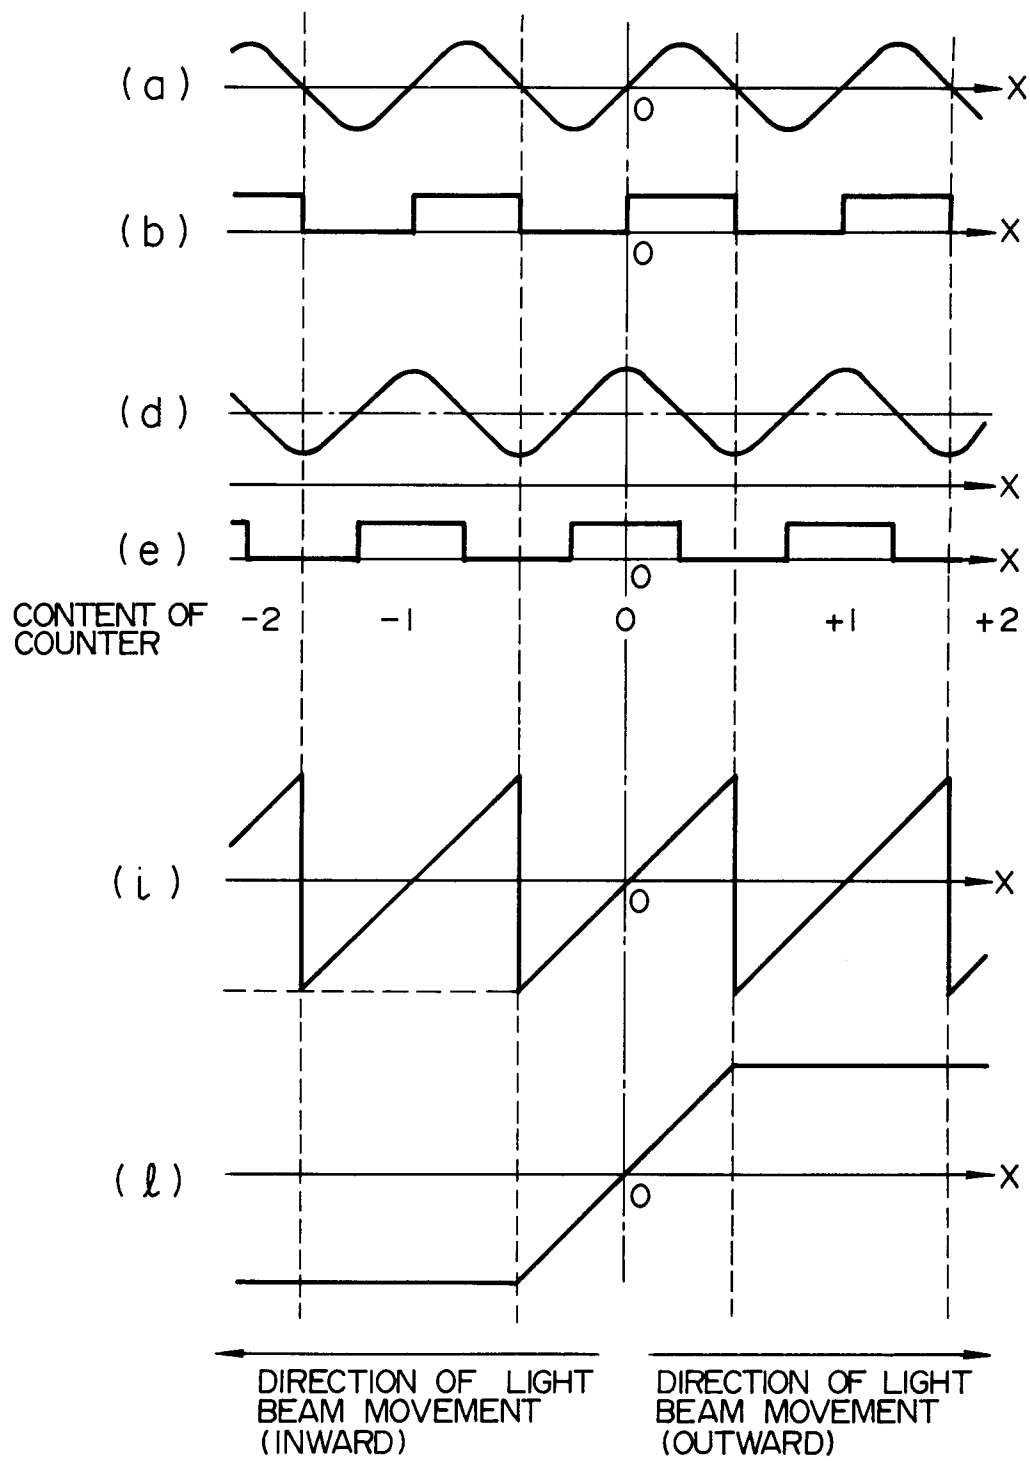 (a) X
O
(b) X
O
(d)
X
(e) X
O
CONTENT OF COUNTER -2 -1 0 +1 +2
(i) X
O
(ℓ) X
O
DIRECTION OF LIGHT
BEAM MOVEMENT
(INWARD)
DIRECTION OF LIGHT
BEAM MOVEMENT
(OUTWARD)